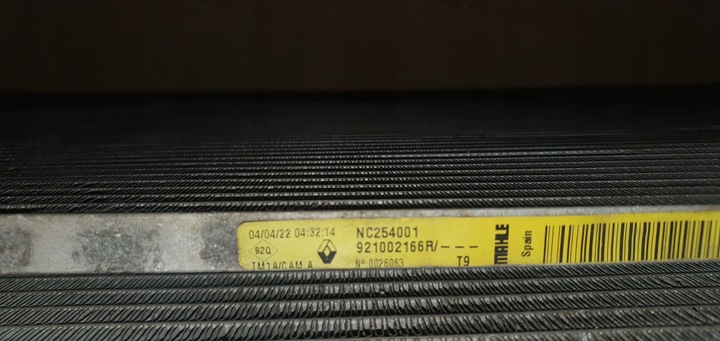 04/04/22 04:32:14 NC254001
920 921002166R/---
TM1A/CAM A Nº:0026063 T9
MAHLE
Spain